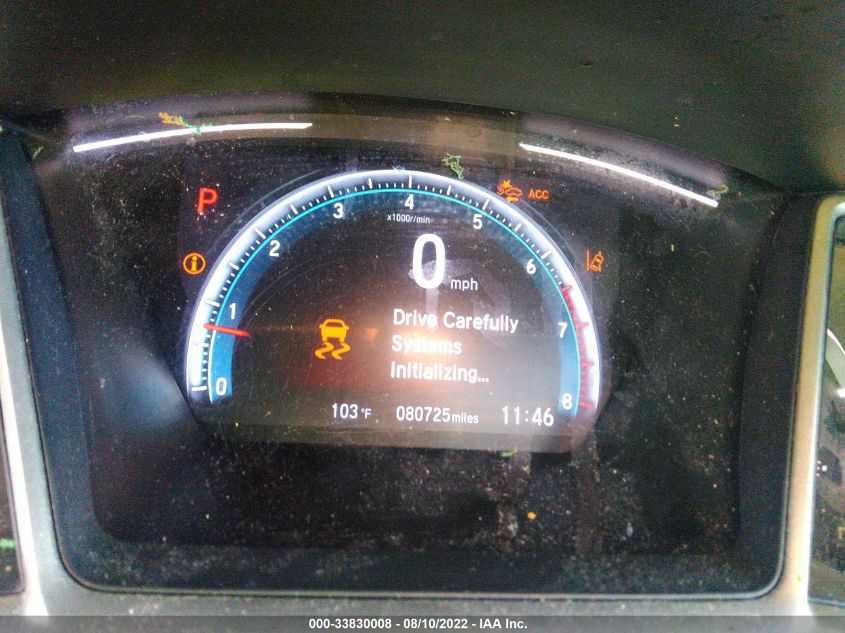 P
ACC
4
3
5
x1000r/min
2
6
0 mph
1
7
Drive Carefully
Systems
Initializing...
0
8
103 °F 080725 miles 11:46
000-33830008 - 08/10/2022 - IAA Inc.